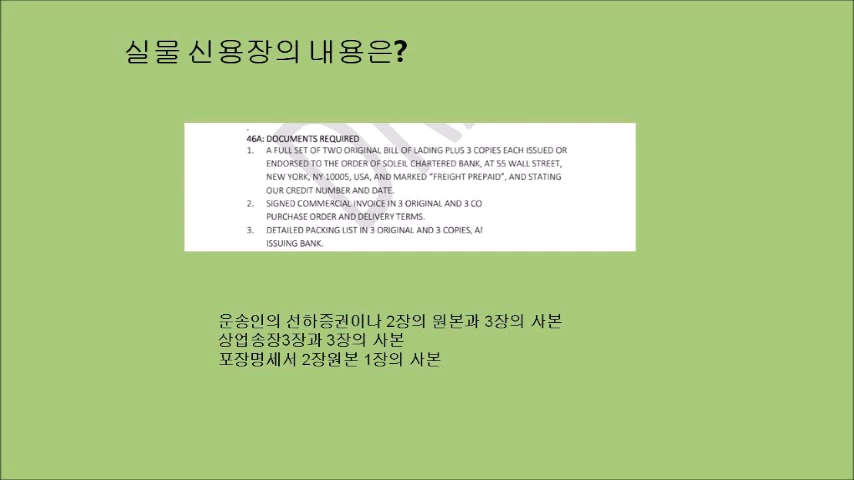 실물 신용장의 내용은?
46A: DOCUMENTS REQUIRED
1. A FULL SET OF TWO ORIGINAL BILL OF LADING PLUS 3 COPIES EACH ISSUED OR
ENDORSED TO THE ORDER OF SOLEIL CHARTERED BANK, AT 55 WALL STREET,
NEW YORK, NY 10005, USA, AND MARKED "FREIGHT PREPAID", AND STATING
OUR CREDIT NUMBER AND DATE.
2. SIGNED COMMERCIAL INVOICE IN 3 ORIGINAL AND 3 CO
PURCHASE ORDER AND DELIVERY TERMS.
3. DETAILED PACKING LIST IN 3 ORIGINAL AND 3 COPIES,
ISSUING BANK.
운송인의 선하증권이나 2장의 원본과 3장의 사본
상업송장3장과 3장의 사본
포장명세서 2장원본 1장의 사본